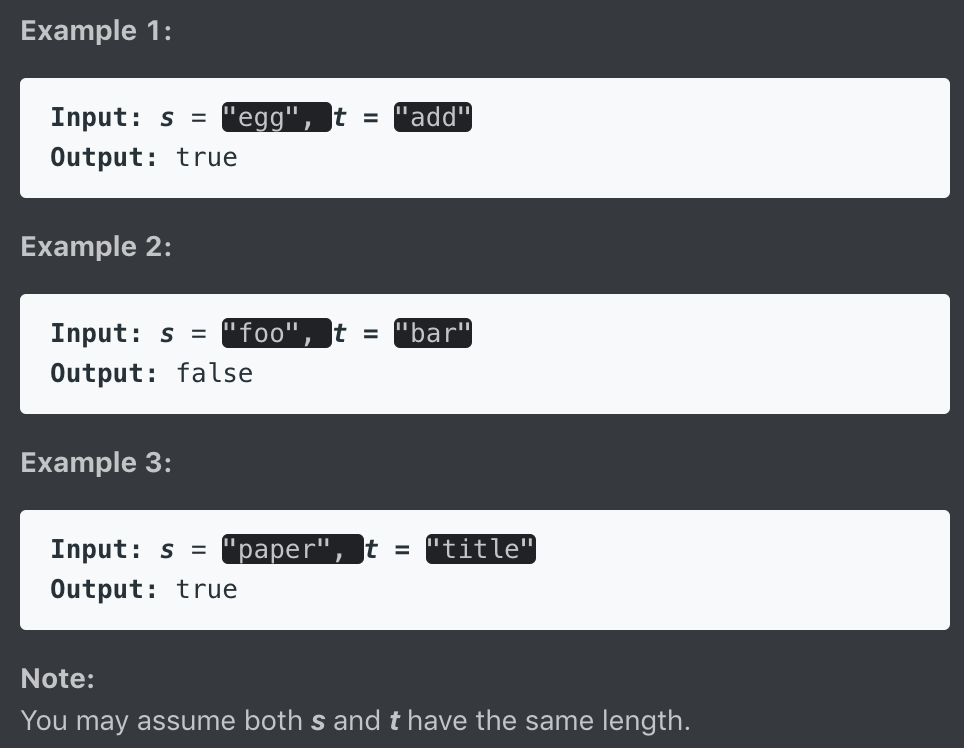 Example 1:
Input: s = "egg", t = "add"
Output: true
Example 2:
Input: s = "foo", t = "bar"
Output: false
Example 3:
Input: s = "paper", t = "title"
Output: true
Note:
You may assume both s and t have the same length.